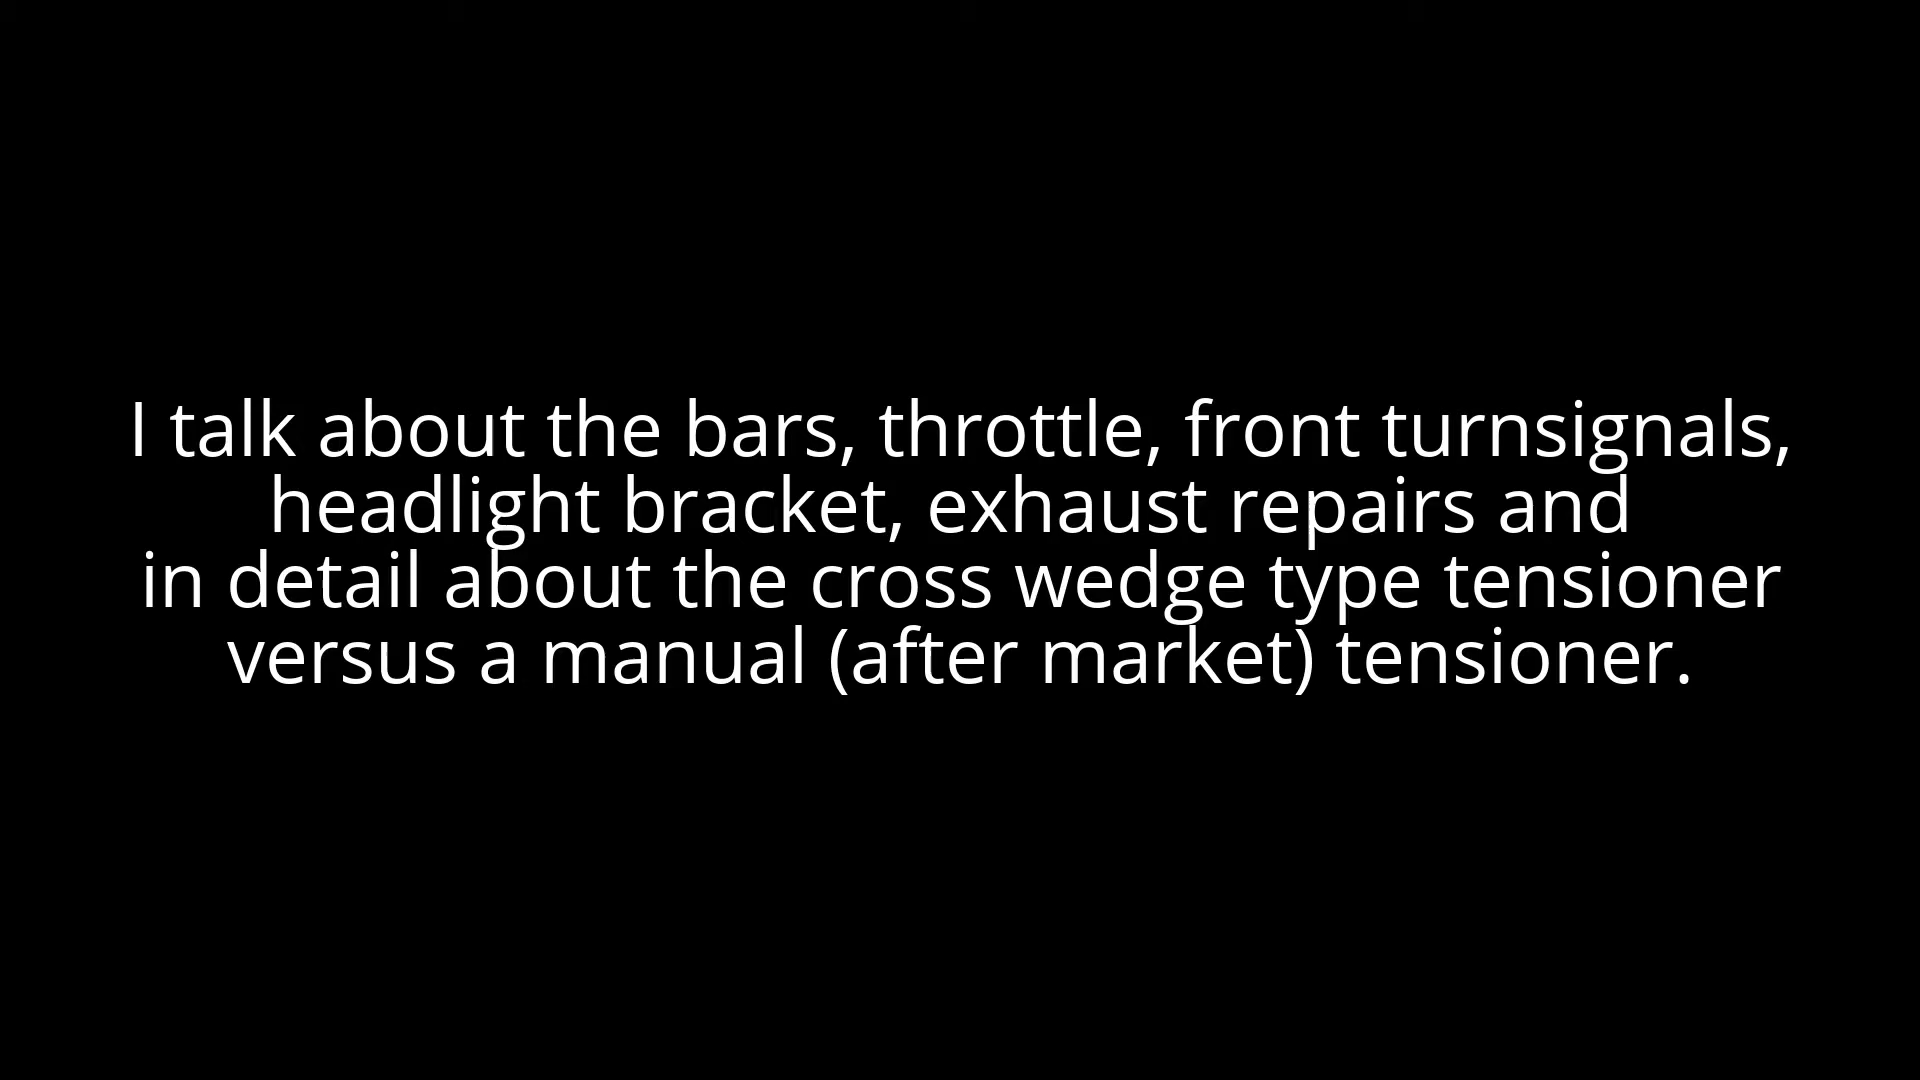 I talk about the bars, throttle, front turnsignals,
headlight bracket, exhaust repairs and
in detail about the cross wedge type tensioner
versus a manual (after market) tensioner.